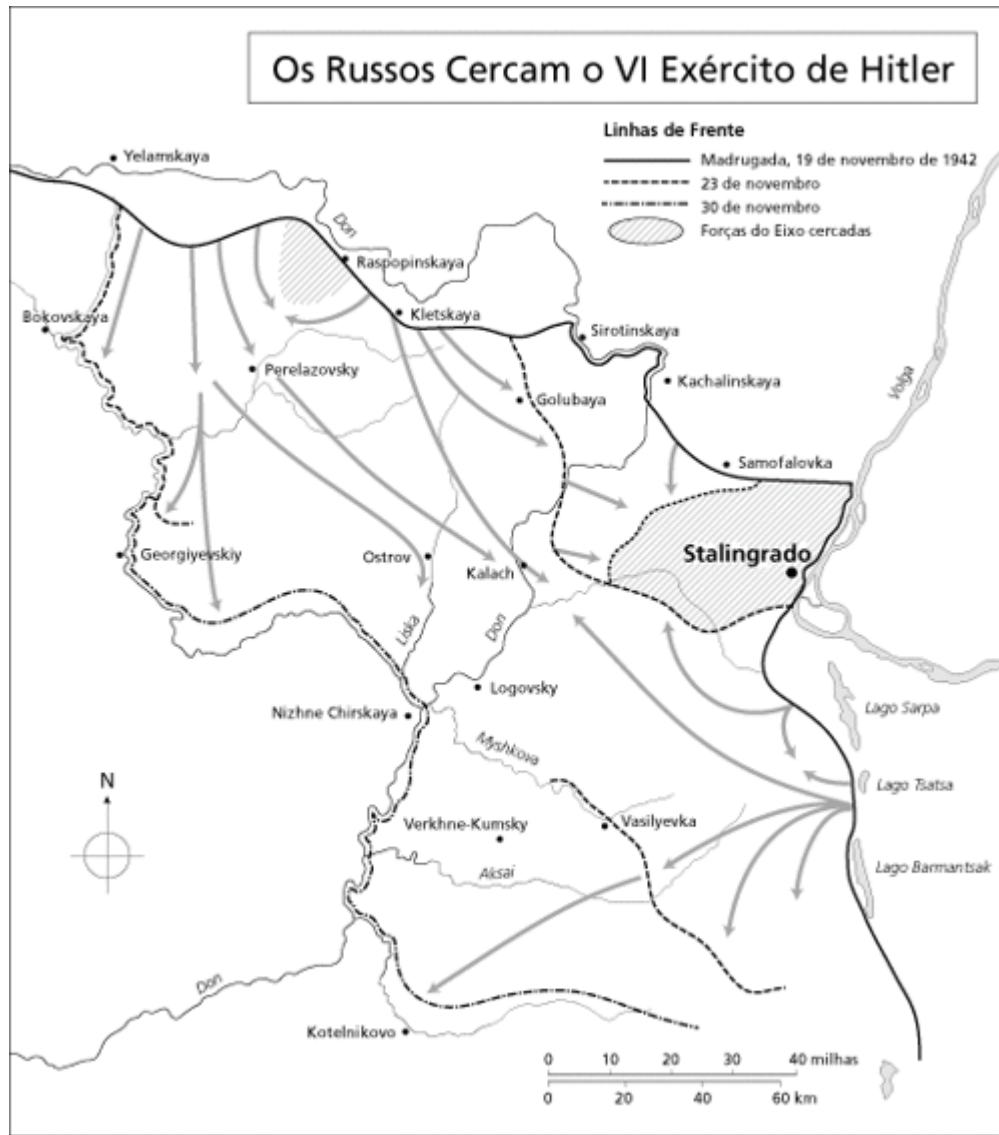 Os Russos Cercam o VI Exército de Hitler
Linhas de Frente
Madrugada, 19 de novembro de 1942
23 de novembro
30 de novembro
Forças do Eixo cercadas
Yelamskaya
Don
Raspopinskaya
Bokovskaya
Kletskaya
Sirotinskaya
Volga
Perelazovsky
Kachalinskaya
Golubaya
Samofalovka
Georgiyevskiy
Ostrov
Kalach
Stalingrado
Liska
Don
Logovsky
Nizhne Chirskaya
Lago Sarpa
Myshkova
N
Lago Tsatsa
Verkhne-Kumsky
Vasilyevka
Aksai
Lago Barmantsak
Don
Kotelnikovo
0 10 20 30 40 milhas
0 20 40 60 km